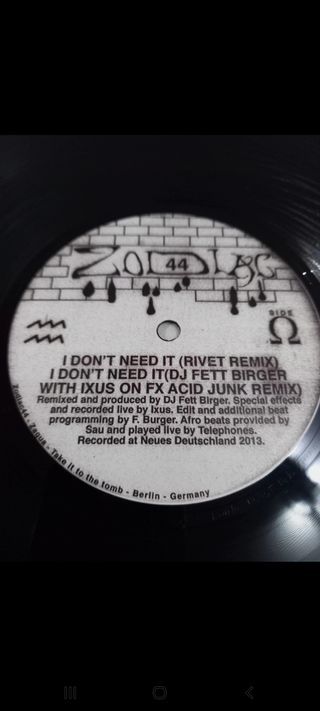 ZODIAC
44
SIDE
Ω
I DON'T NEED IT (RIVET REMIX)
I DON'T NEED IT(DJ FETT BIRGER
WITH IXUS ON FX ACID JUNK REMIX)
Remixed and produced by DJ Fett Birger. Special effects
and recorded live by Ixus. Edit and additional beat
programming by F. Burger. Afro beats provided by
Sau and played live by Telephones.
Recorded at Neues Deutschland 2013.
Zodiac44 - Zaqua - Take it to the tomb - Berlin - Germany